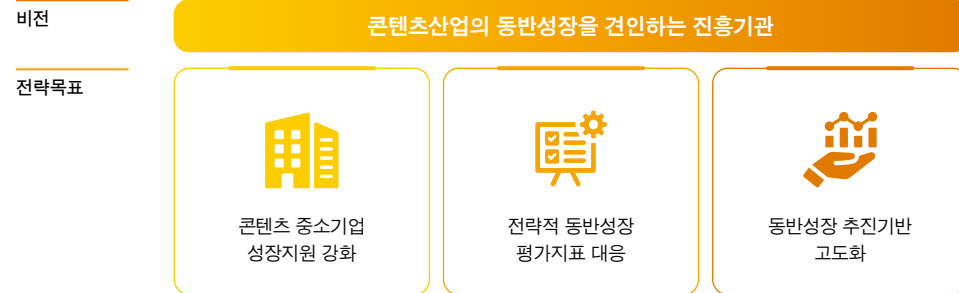 비전
콘텐츠산업의 동반성장을 견인하는 진흥기관
전략목표
콘텐츠 중소기업
성장지원 강화
전략적 동반성장
평가지표 대응
동반성장 추진기반
고도화